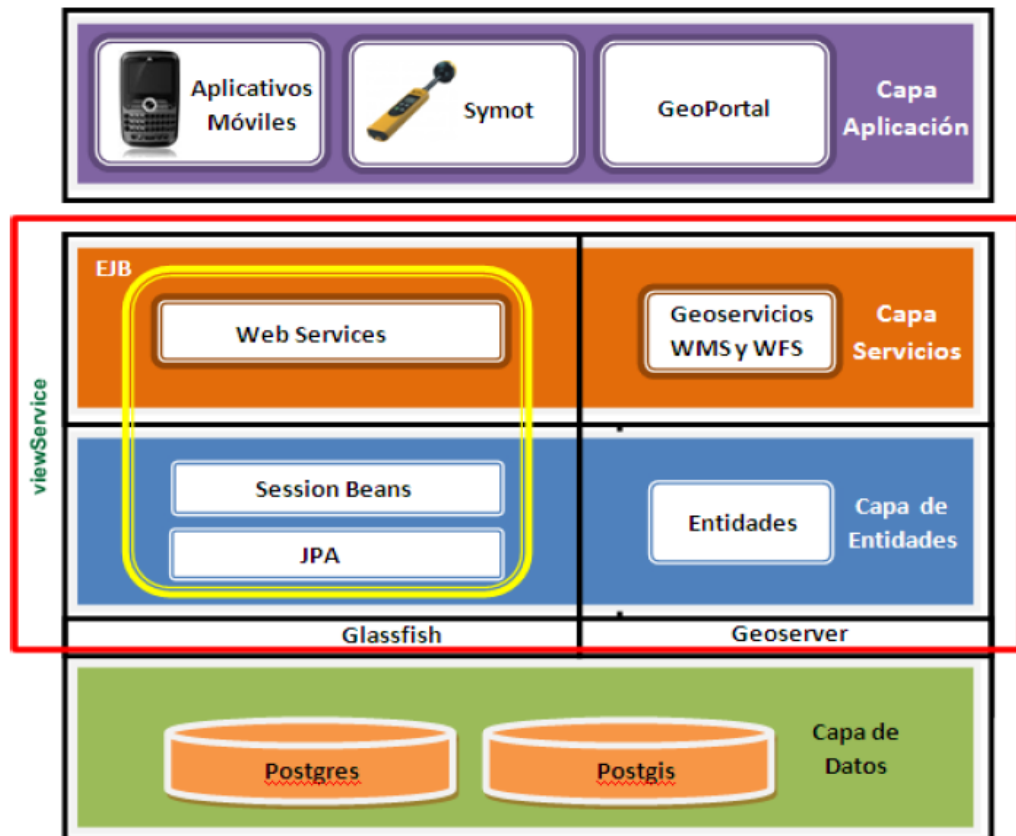 Aplicativos
Móviles
Symot
GeoPortal
Capa
Aplicación
viewService
EJB
Web Services
Geoservicios
WMS y WFS
Capa
Servicios
Session Beans
JPA
Entidades
Capa de
Entidades
Glassfish
Geoserver
Postgres
Postgis
Capa de
Datos